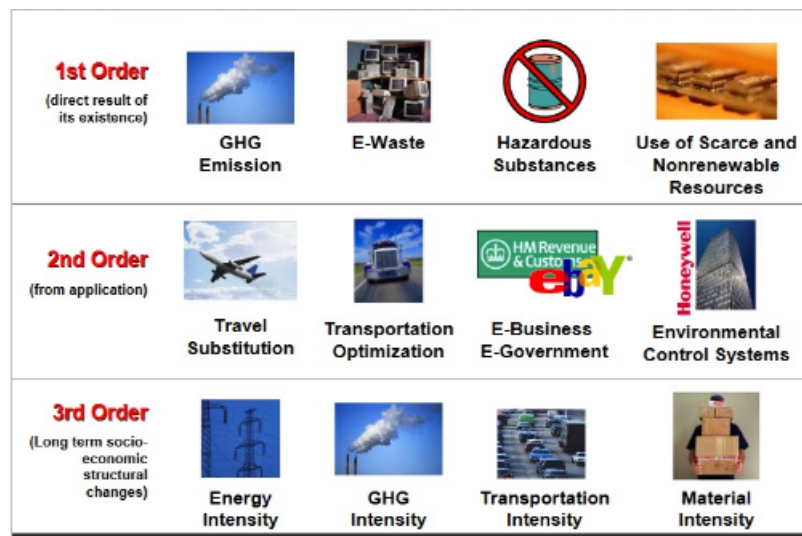 1st Order
(direct result of
its existence)
GHG
Emission
E-Waste
Hazardous
Substances
Use of Scarce and
Nonrenewable
Resources
2nd Order
(from application)
Travel
Substitution
Transportation
Optimization
HM Revenue
& Customs
ebaY
E-Business
E-Government
Honeywell
Environmental
Control Systems
3rd Order
(Long term socio-
economic
structural
changes)
Energy
Intensity
GHG
Intensity
Transportation
Intensity
Material
Intensity